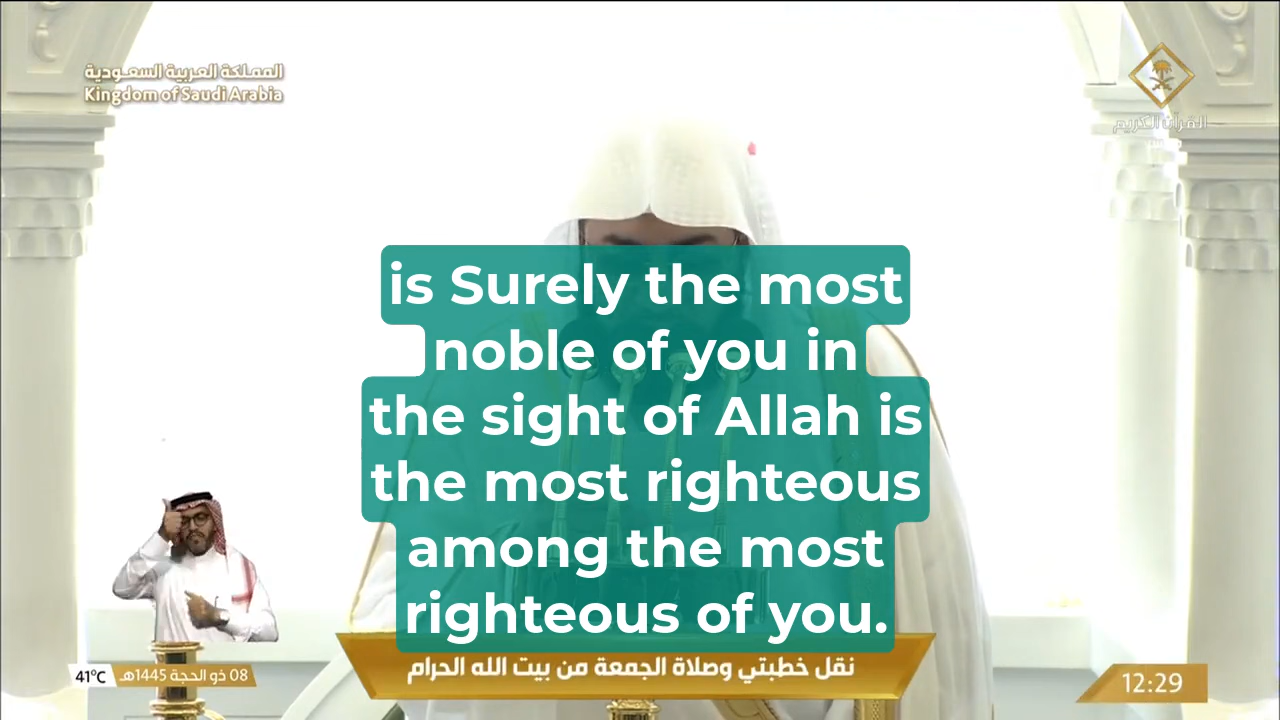 المملكة العربية السعودية
Kingdom of Saudi Arabia
القرآن الكريم
is Surely the most
noble of you in
the sight of Allah is
the most righteous
among the most
righteous of you.
نقل خطبتي وصلاة الجمعة من بيت الله الحرام
41°C
08 ذو الحجة 1445هـ
12:29